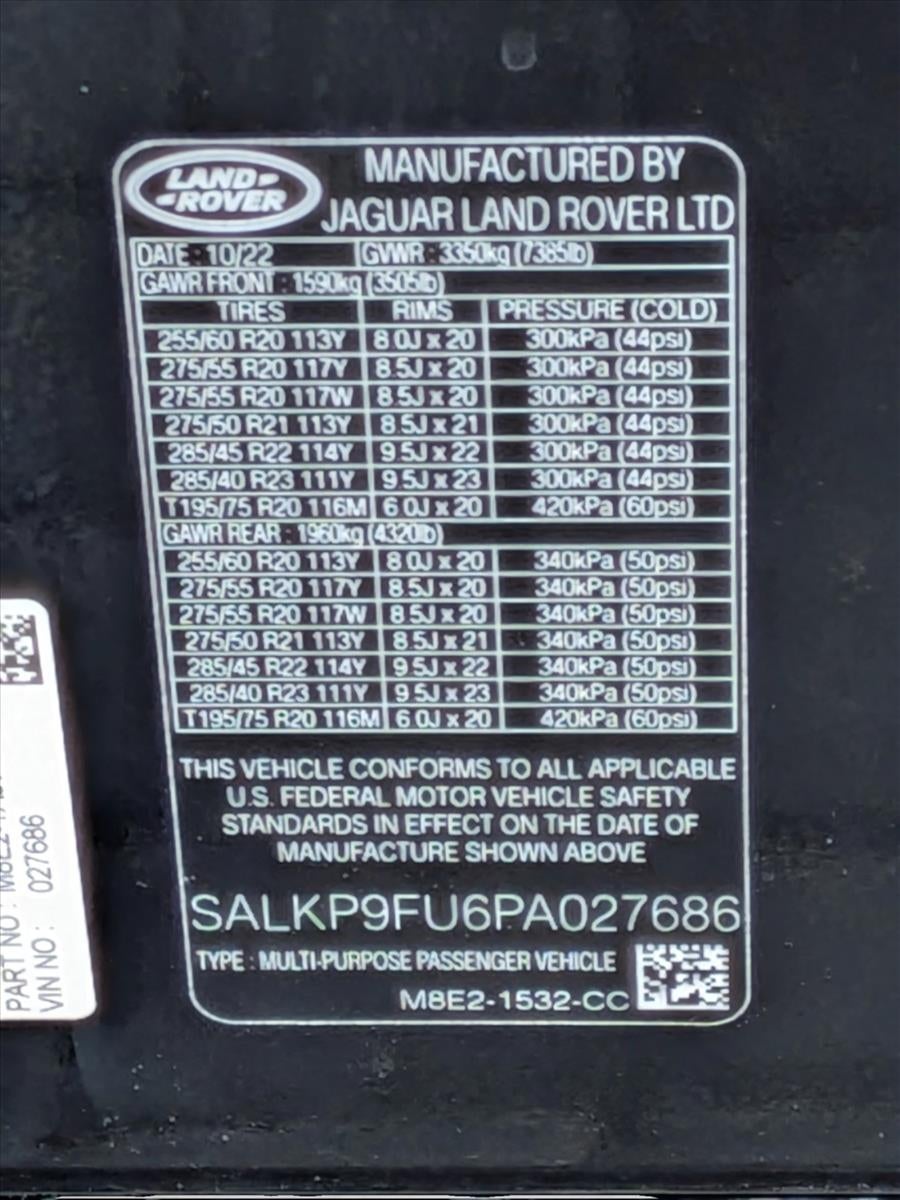 LAND-
-ROVER
MANUFACTURED BY
JAGUAR LAND ROVER LTD
DATE: 10/22 GVWR : 3350kg (7385lb)
GAWR FRONT : 1590kg (3505lb)
TIRES RIMS PRESSURE (COLD)
255/60 R20 113Y 8.0J x 20 300kPa (44psi)
275/55 R20 117Y 8.5J x 20 300kPa (44psi)
275/55 R20 117W 8.5J x 20 300kPa (44psi)
275/50 R21 113Y 8.5J x 21 300kPa (44psi)
285/45 R22 114Y 9.5J x 22 300kPa (44psi)
285/40 R23 111Y 9.5J x 23 300kPa (44psi)
T195/75 R20 116M 6.0J x 20 420kPa (60psi)
GAWR REAR : 1960kg (4320lb)
255/60 R20 113Y 8.0J x 20 340kPa (50psi)
275/55 R20 117Y 8.5J x 20 340kPa (50psi)
275/55 R20 117W 8.5J x 20 340kPa (50psi)
275/50 R21 113Y 8.5J x 21 340kPa (50psi)
285/45 R22 114Y 9.5J x 22 340kPa (50psi)
285/40 R23 111Y 9.5J x 23 340kPa (50psi)
T195/75 R20 116M 6.0J x 20 420kPa (60psi)
THIS VEHICLE CONFORMS TO ALL APPLICABLE
U.S. FEDERAL MOTOR VEHICLE SAFETY
STANDARDS IN EFFECT ON THE DATE OF
MANUFACTURE SHOWN ABOVE
SALKP9FU6PA027686
TYPE : MULTI-PURPOSE PASSENGER VEHICLE
M8E2-1532-CC
PART NO :
VIN NO : 027686